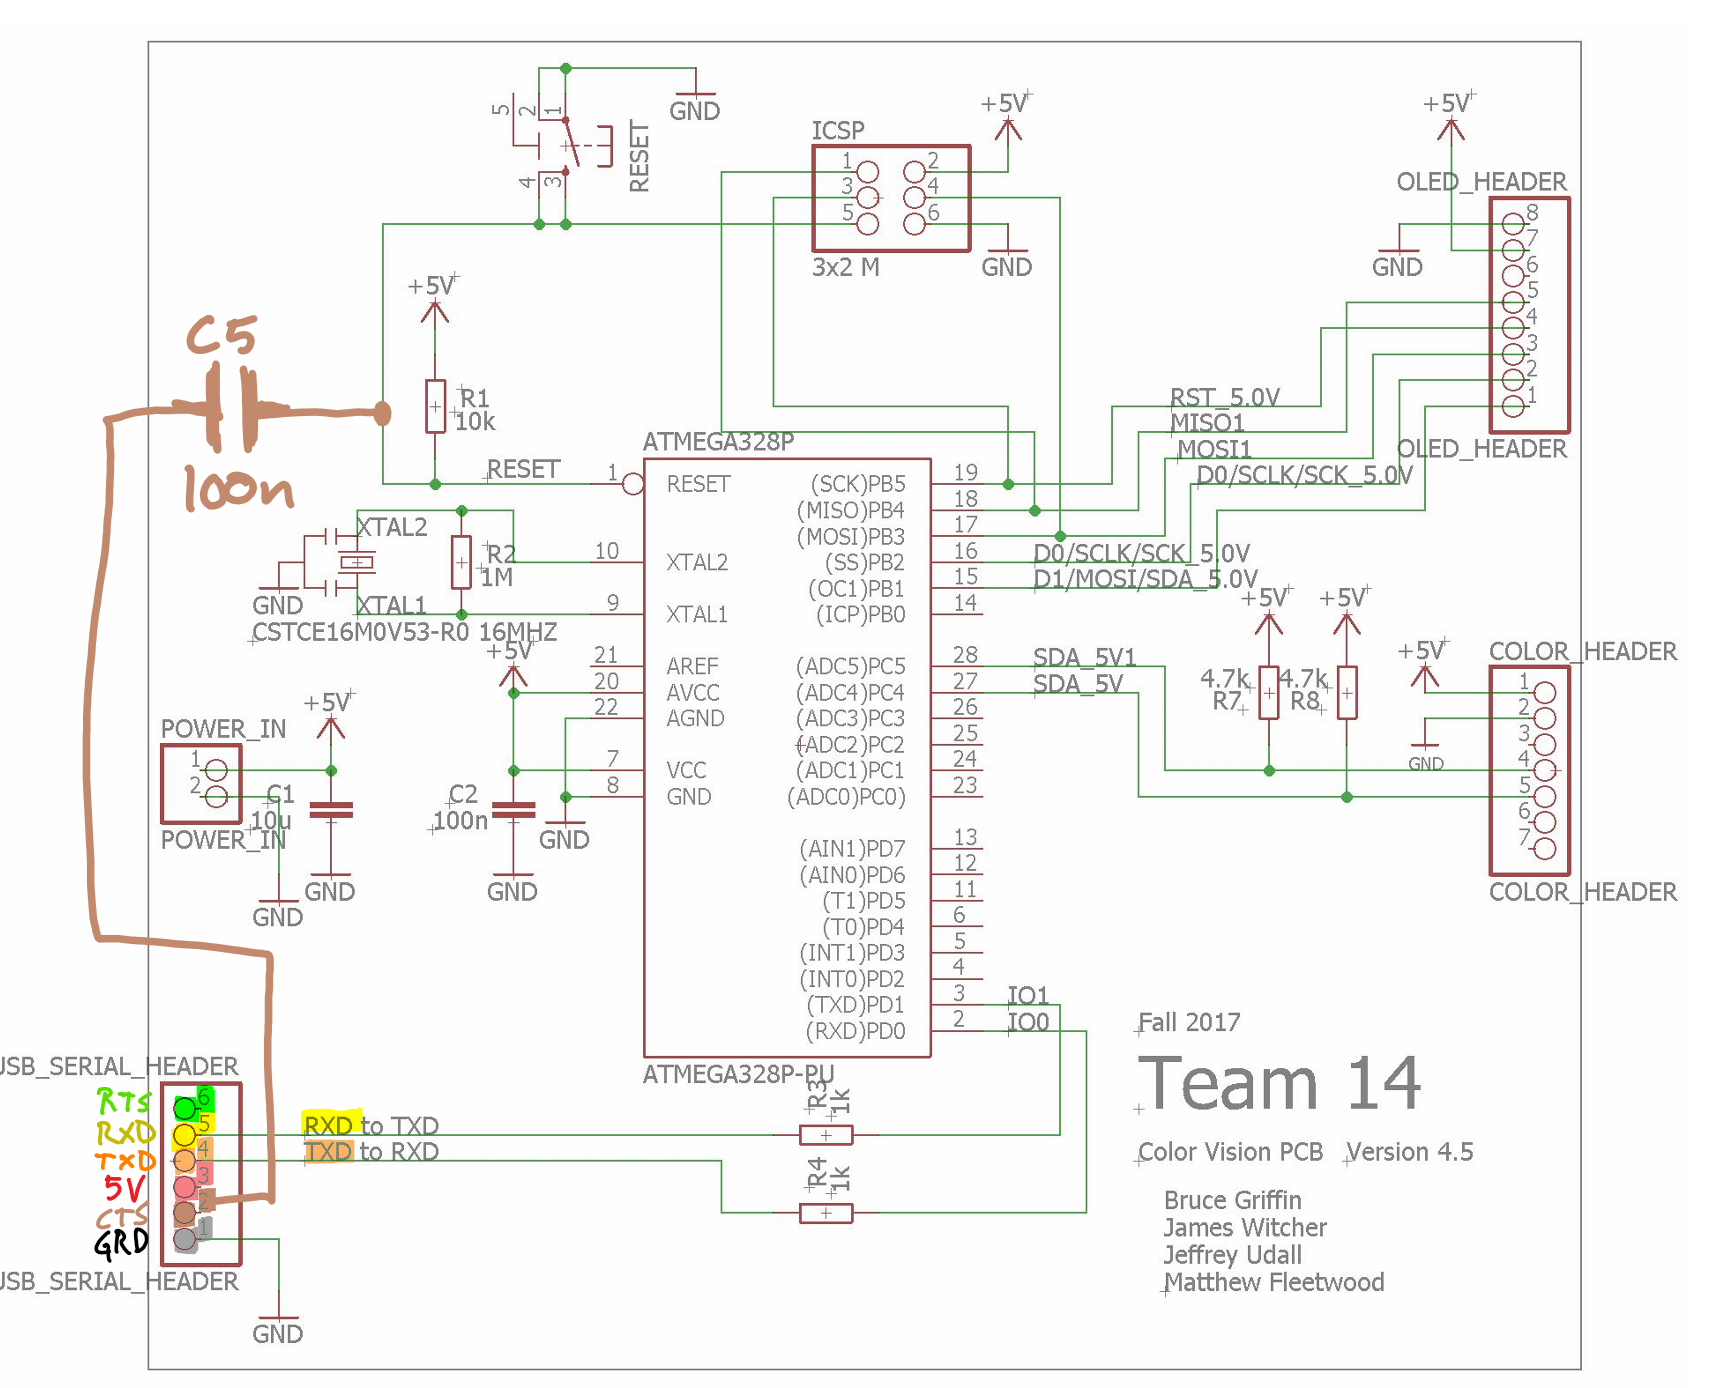 5
2
1
4
3
RESET
GND
ICSP
1
2
3
4
5
6
3x2 M
+5V
GND
+5V
OLED_HEADER
8
7
6
5
4
3
2
1
OLED_HEADER
GND
C5
100n
+5V
R1
10k
RST_5.0V
MISO1
MOSI1
D0/SCLK/SCK_5.0V
ATMEGA328P
RESET
1
RESET
(SCK)PB5
19
(MISO)PB4
18
(MOSI)PB3
17
XTAL2
R2
1M
10
XTAL2
(SS)PB2
16
D0/SCLK/SCK_5.0V
(OC1)PB1
15
D1/MOSI/SDA_5.0V
GND
XTAL1
9
XTAL1
(ICP)PB0
14
CSTCE16M0V53-R0 16MHZ
+5V
21
AREF
(ADC5)PC5
28
SDA_5V1
20
AVCC
(ADC4)PC4
27
SDA_5V
22
AGND
(ADC3)PC3
26
(ADC2)PC2
25
7
VCC
(ADC1)PC1
24
8
GND
(ADC0)PC0)
23
+5V
+5V
4.7k
R7
4.7k
R8
+5V
GND
COLOR_HEADER
1
2
3
4
5
6
7
COLOR_HEADER
POWER_IN
1
2
POWER_IN
+5V
C1
10u
GND
GND
C2
100n
GND
GND
(AIN1)PD7
13
(AIN0)PD6
12
(T1)PD5
11
(T0)PD4
6
(INT1)PD3
5
(INT0)PD2
4
(TXD)PD1
3
IO1
(RXD)PD0
2
IO0
ATMEGA328P-PU
USB_SERIAL_HEADER
RTS
6
RXD
5
TXD
4
5V
3
CTS
2
GRD
1
USB_SERIAL_HEADER
GND
RXD to TXD
TXD to RXD
R3
1k
R4
1k
Fall 2017
Team 14
Color Vision PCB
Version 4.5
Bruce Griffin
James Witcher
Jeffrey Udall
Matthew Fleetwood